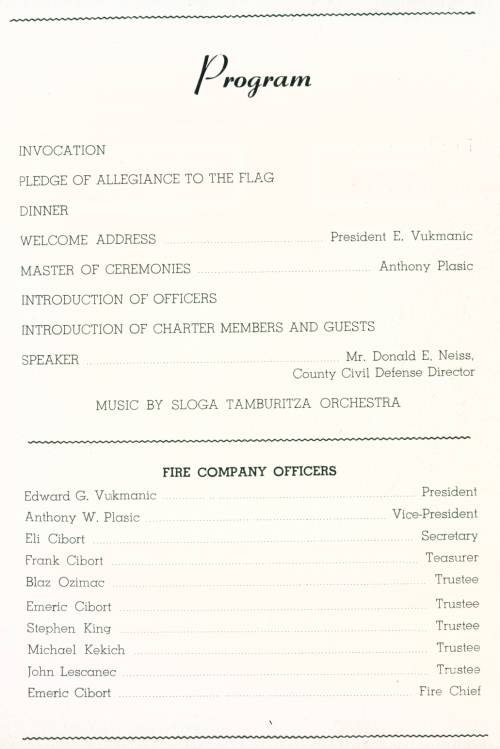 Program
INVOCATION
PLEDGE OF ALLEGIANCE TO THE FLAG
DINNER
WELCOME ADDRESS President E. Vukmanic
MASTER OF CEREMONIES Anthony Plasic
INTRODUCTION OF OFFICERS
INTRODUCTION OF CHARTER MEMBERS AND GUESTS
SPEAKER Mr. Donald E. Neiss,
County Civil Defense Director
MUSIC BY SLOGA TAMBURITZA ORCHESTRA
FIRE COMPANY OFFICERS
Edward G. Vukmanic President
Anthony W. Plasic Vice-President
Eli Cibort Secretary
Frank Cibort Teasurer
Blaz Ozimac Trustee
Emeric Cibort Trustee
Stephen King Trustee
Michael Kekich Trustee
John Lescanec Trustee
Emeric Cibort Fire Chief